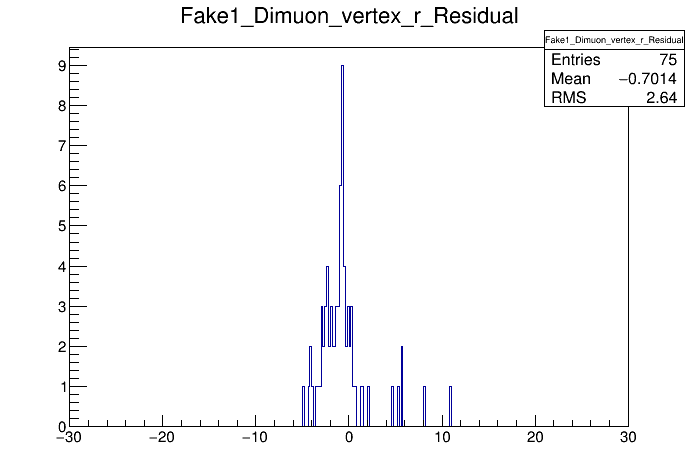 Fake1_Dimuon_vertex_r_Residual
Fake1_Dimuon_vertex_r_Residual
Entries 75
Mean −0.7014
RMS 2.64
9
8
7
6
5
4
3
2
1
0
−30 −20 −10 0 10 20 30